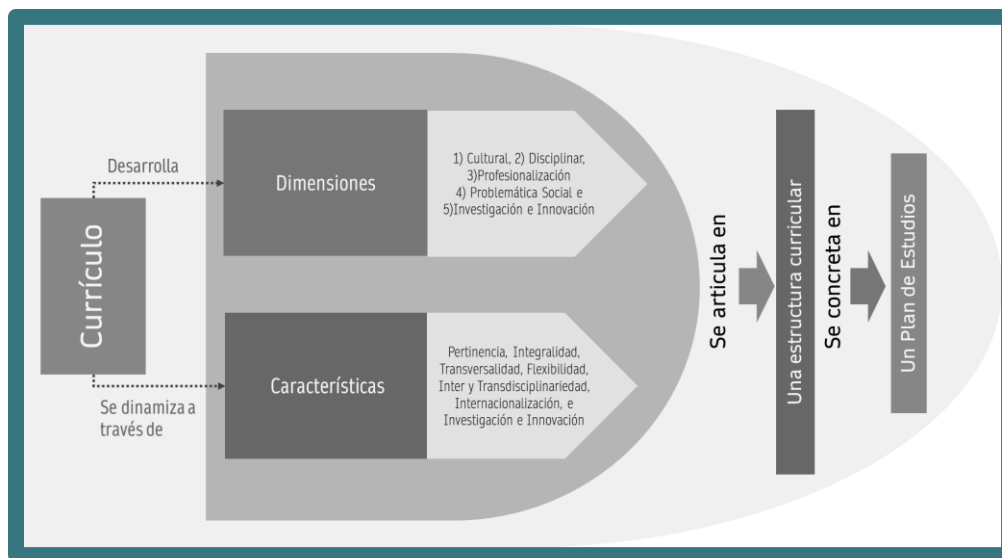 Currículo
Desarrolla
Dimensiones
1) Cultural, 2) Disciplinar,
3)Profesionalización
4) Problemática Social e
5)Investigación e Innovación
Se dinamiza a
través de
Características
Pertinencia, Integralidad,
Transversalidad, Flexibilidad,
Inter y Transdisciplinariedad,
Internacionalización, e
Investigación e Innovación
Se articula en
Una estructura curricular
Se concreta en
Un Plan de Estudios